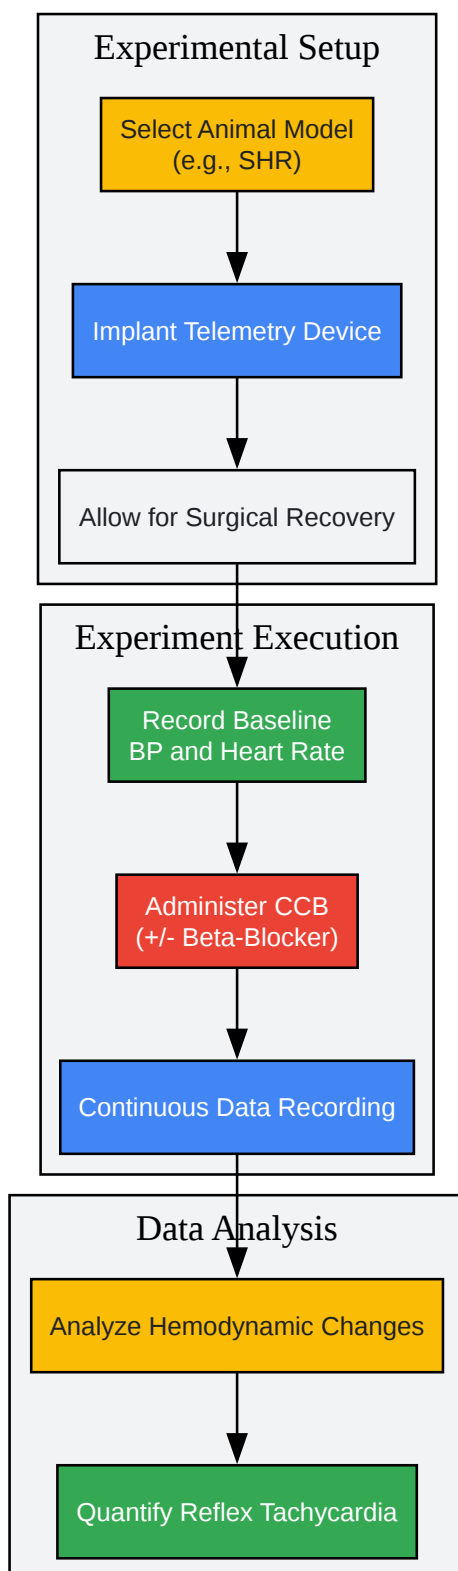 Experimental Setup
Select Animal Model
(e.g., SHR)
Implant Telemetry Device
Allow for Surgical Recovery
Experiment Execution
Record Baseline
BP and Heart Rate
Administer CCB
(+/- Beta-Blocker)
Continuous Data Recording
Data Analysis
Analyze Hemodynamic Changes
Quantify Reflex Tachycardia